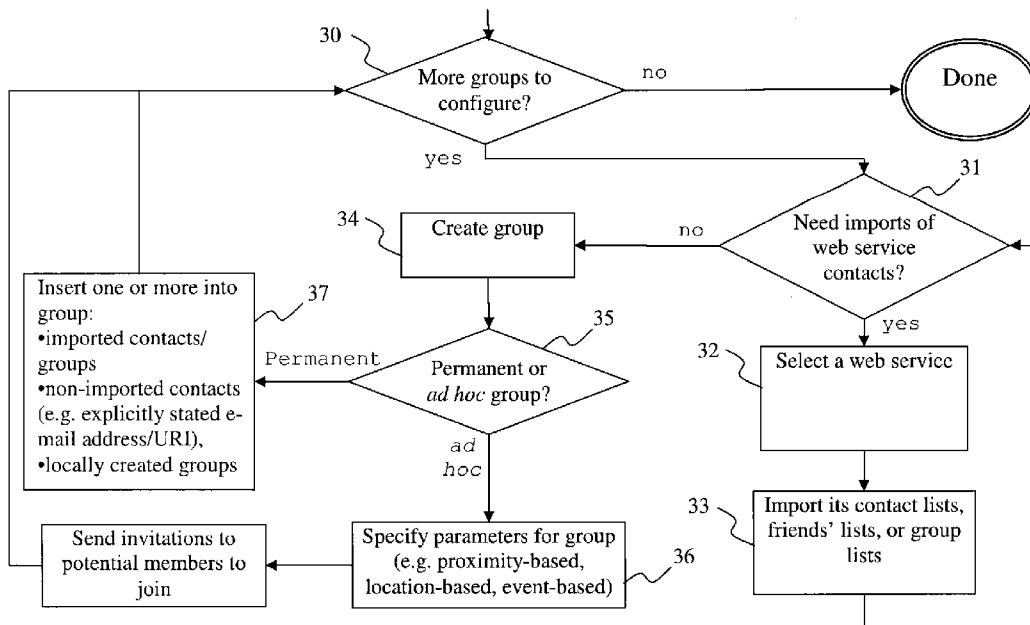 30
More groups to
configure?
no
Done
yes
31
Need imports of
web service
contacts?
no
34
Create group
yes
Insert one or more into
group:
•imported contacts/
groups
•non-imported contacts
(e.g. explicitly stated e-
mail address/URI),
•locally created groups
37
Permanent
35
Permanent or
ad hoc group?
32
Select a web service
ad
hoc
33
Import its contact lists,
friends' lists, or group
lists
Send invitations to
potential members to
join
Specify parameters for group
(e.g. proximity-based,
location-based, event-based)
36